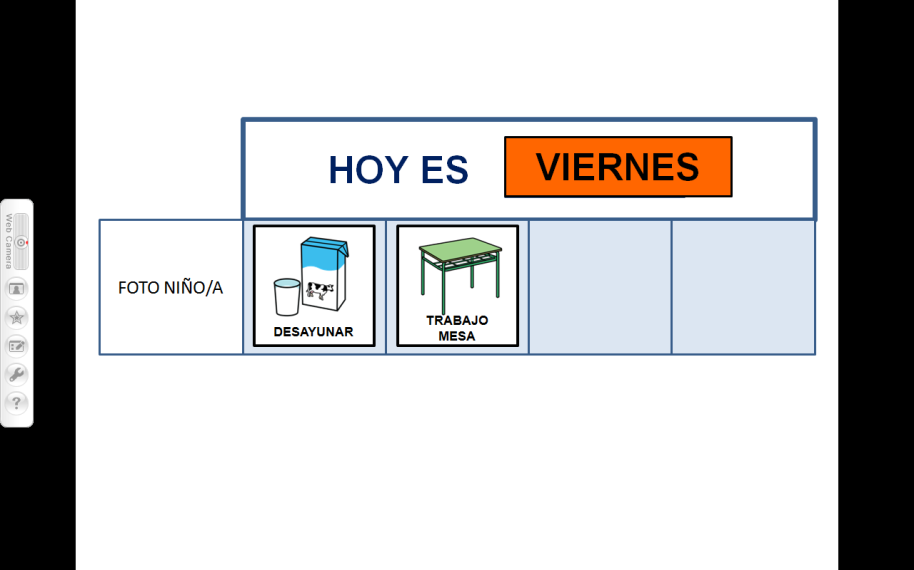 HOY ES VIERNES
FOTO NIÑO/A
DESAYUNAR
TRABAJO
MESA
Web Camera
?